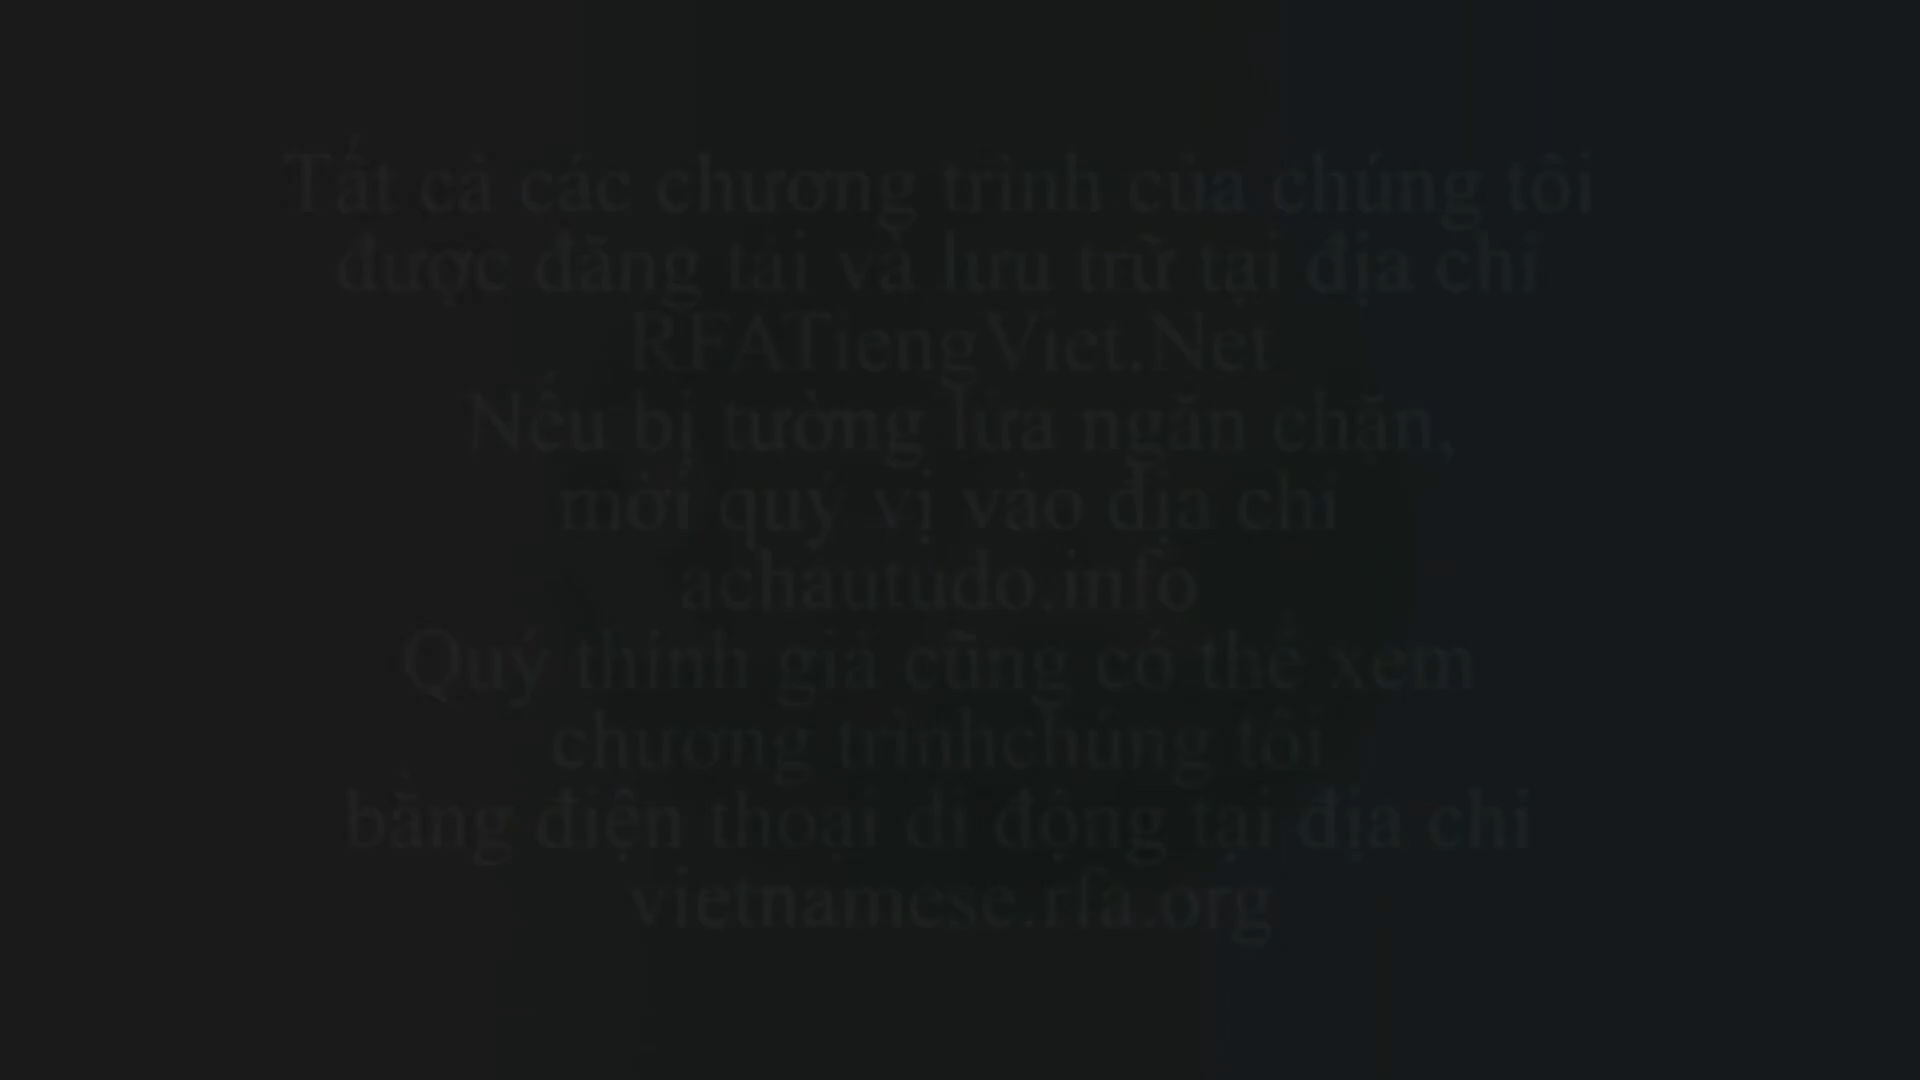 Tất cả các chương trình của chúng tôi
được đăng tải và lưu trữ tại địa chỉ
RFATiengViet.Net
Nếu bị tường lửa ngăn chặn,
mời quý vị vào địa chỉ
achautudo.info
Quý thính giả cũng có thể xem
chương trìnhchúng tôi
bằng điện thoại di động tại địa chỉ
vietnamese.rfa.org